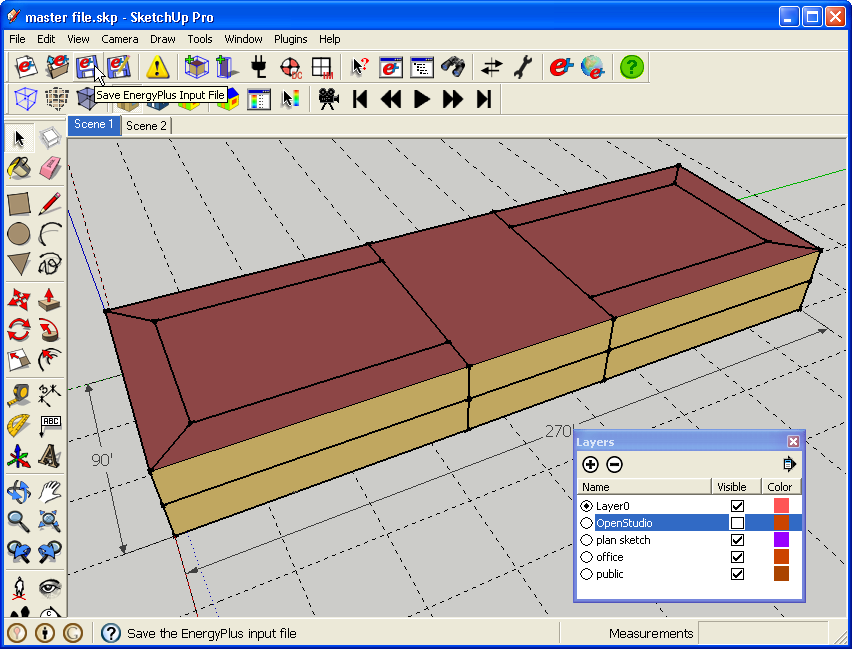 master file.skp - SketchUp Pro
File Edit View Camera Draw Tools Window Plugins Help
Save EnergyPlus Input File
Scene 1 Scene 2
270'
90'
ABC
Layers
Name Visible Color
Layer0
OpenStudio
plan sketch
office
public
Save the EnergyPlus input file
Measurements